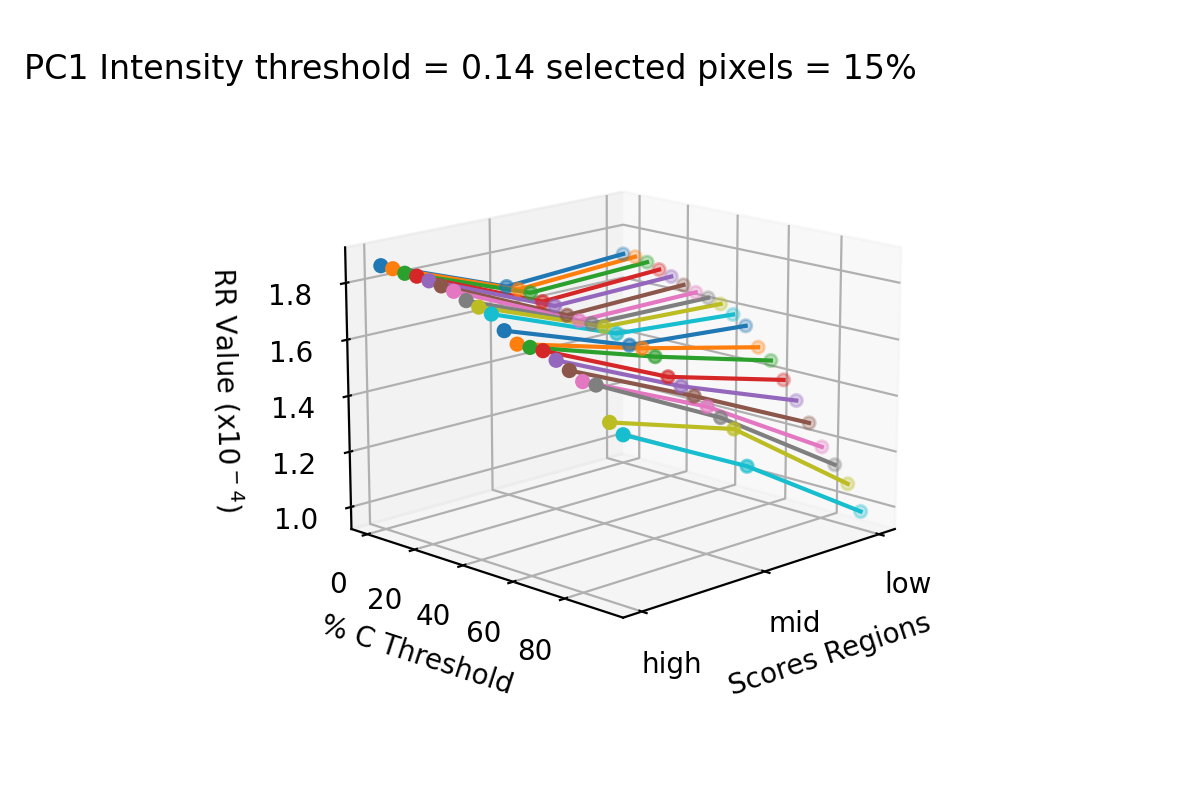 PC1 Intensity threshold = 0.14 selected pixels = 15%
RR Value (x10⁻⁴)
1.8
1.6
1.4
1.2
1.0
0
20
40
60
80
% C Threshold
high
mid
low
Scores Regions